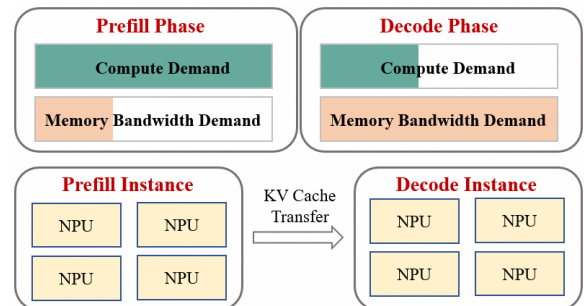 Prefill Phase
Compute Demand
Memory Bandwidth Demand
Decode Phase
Compute Demand
Memory Bandwidth Demand
Prefill Instance
NPU NPU
NPU NPU
KV Cache
Transfer
Decode Instance
NPU NPU
NPU NPU